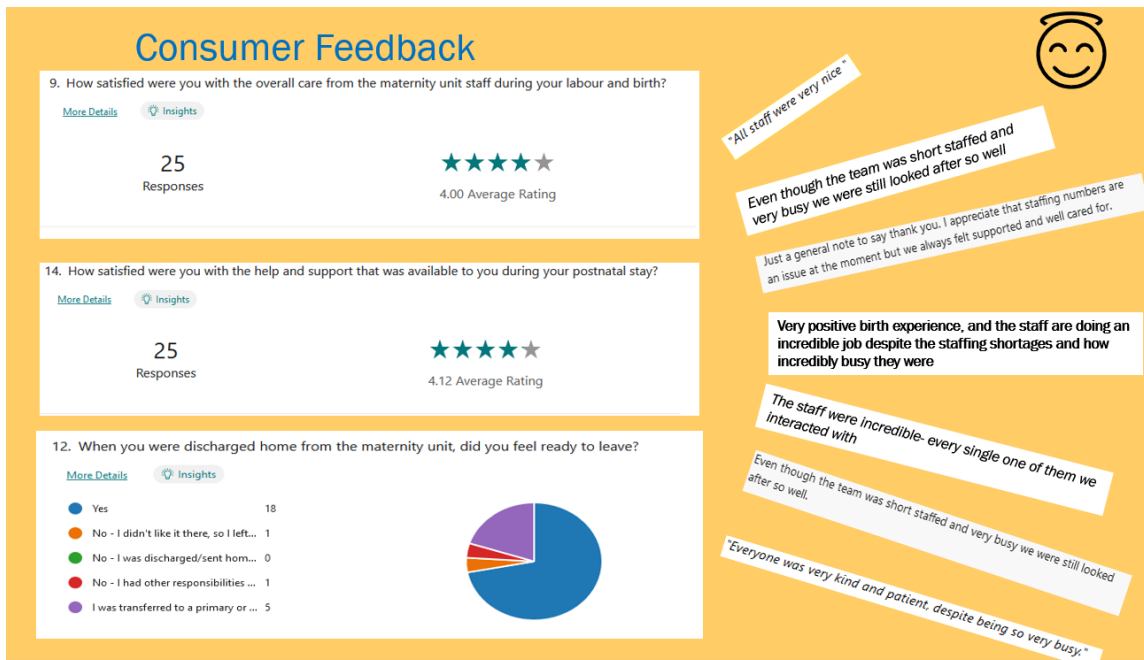 Consumer Feedback
9. How satisfied were you with the overall care from the maternity unit staff during your labour and birth?
More Details
Insights
25
Responses
4.00 Average Rating
14. How satisfied were you with the help and support that was available to you during your postnatal stay?
More Details
Insights
25
Responses
4.12 Average Rating
12. When you were discharged home from the maternity unit, did you feel ready to leave?
More Details
Insights
Yes 18
No - I didn't like it there, so I left... 1
No - I was discharged/sent hom... 0
No - I had other responsibilities ... 1
I was transferred to a primary or ... 5
"All staff were very nice"
Even though the team was short staffed and
very busy we were still looked after so well
Just a general note to say thank you. I appreciate that staffing numbers are
an issue at the moment but we always felt supported and well cared for.
Very positive birth experience, and the staff are doing an
incredible job despite the staffing shortages and how
incredibly busy they were
The staff were incredible- every single one of them we
interacted with
Even though the team was short staffed and very busy we were still looked
after so well.
"Everyone was very kind and patient, despite being so very busy."